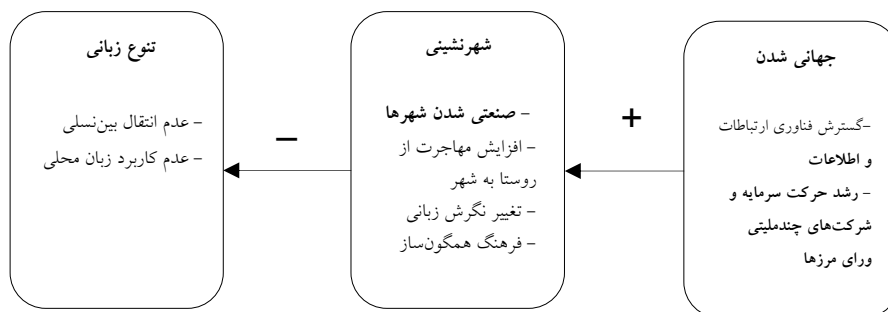 جهانی شدن
–گسترش فناوری ارتباطات
و اطلاعات
– رشد حرکت سرمایه و
شرکت‌های چندملیتی
ورای مرزها
+
شهرنشینی
– صنعتی شدن شهرها
– افزایش مهاجرت از
روستا به شهر
– تغییر نگرش زبانی
– فرهنگ همگون‌ساز
–
تنوع زبانی
– عدم انتقال بین‌نسلی
– عدم کاربرد زبان محلی